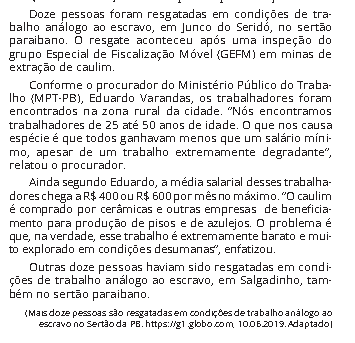 Doze pessoas foram resgatadas em condições de tra-
balho análogo ao escravo, em Junco do Seridó, no sertão
paraibano. O resgate aconteceu após uma inspeção do
grupo Especial de Fiscalização Móvel (GEFM) em minas de
extração de caulim.
Conforme o procurador do Ministério Público do Traba-
lho (MPT-PB), Eduardo Varandas, os trabalhadores foram
encontrados na zona rural da cidade. “Nós encontramos
trabalhadores de 25 até 50 anos de idade. O que nos causa
espécie é que todos ganhavam menos que um salário míni-
mo, apesar de um trabalho extremamente degradante”,
relatou o procurador.
Ainda segundo Eduardo, a média salarial desses trabalha-
dores chega a R$ 400 ou R$ 600 por mês no máximo. “O caulim
é comprado por cerâmicas e outras empresas de beneficia-
mento para produção de pisos e de azulejos. O problema é
que, na verdade, esse trabalho é extremamente barato e mui-
to explorado em condições desumanas”, enfatizou.
Outras doze pessoas haviam sido resgatadas em condi-
ções de trabalho análogo ao escravo, em Salgadinho, tam-
bém no sertão paraibano.
(Mais doze pessoas são resgatadas em condições de trabalho análogo ao
escravo no Sertão da PB. https://g1.globo.com, 10.06.2019. Adaptado)